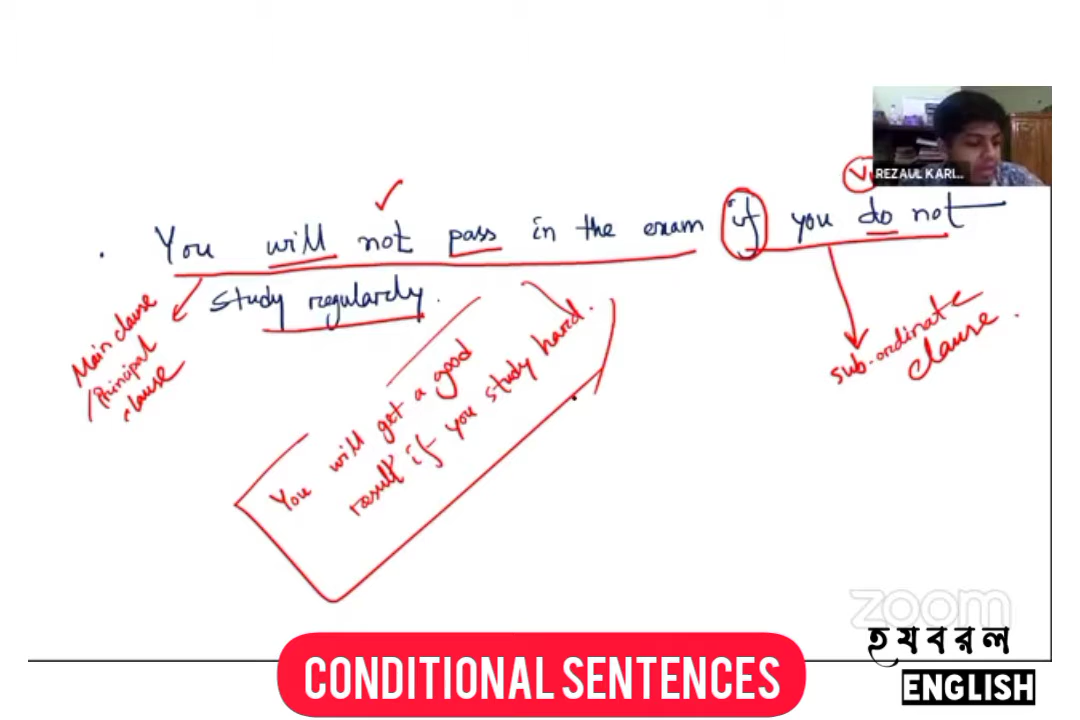 REZAUL KARI...
You will not pass in the exam if you do not
study regularly.
Main clause
/Principal
clause
sub-ordinate
clause.
You will get a good
result if you study hard.
zoom
হযবরল
ENGLISH
CONDITIONAL SENTENCES